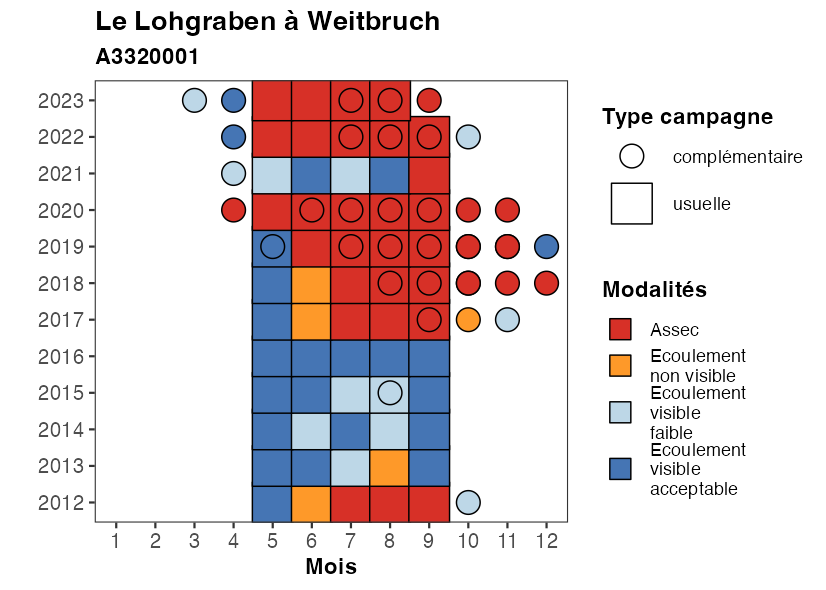 Le Lohgraben à Weitbruch
A3320001
2023
2022
2021
2020
2019
2018
2017
2016
2015
2014
2013
2012
1 2 3 4 5 6 7 8 9 10 11 12
Mois
Type campagne
complémentaire
usuelle
Modalités
Assec
Ecoulement
non visible
Ecoulement
visible
faible
Ecoulement
visible
acceptable